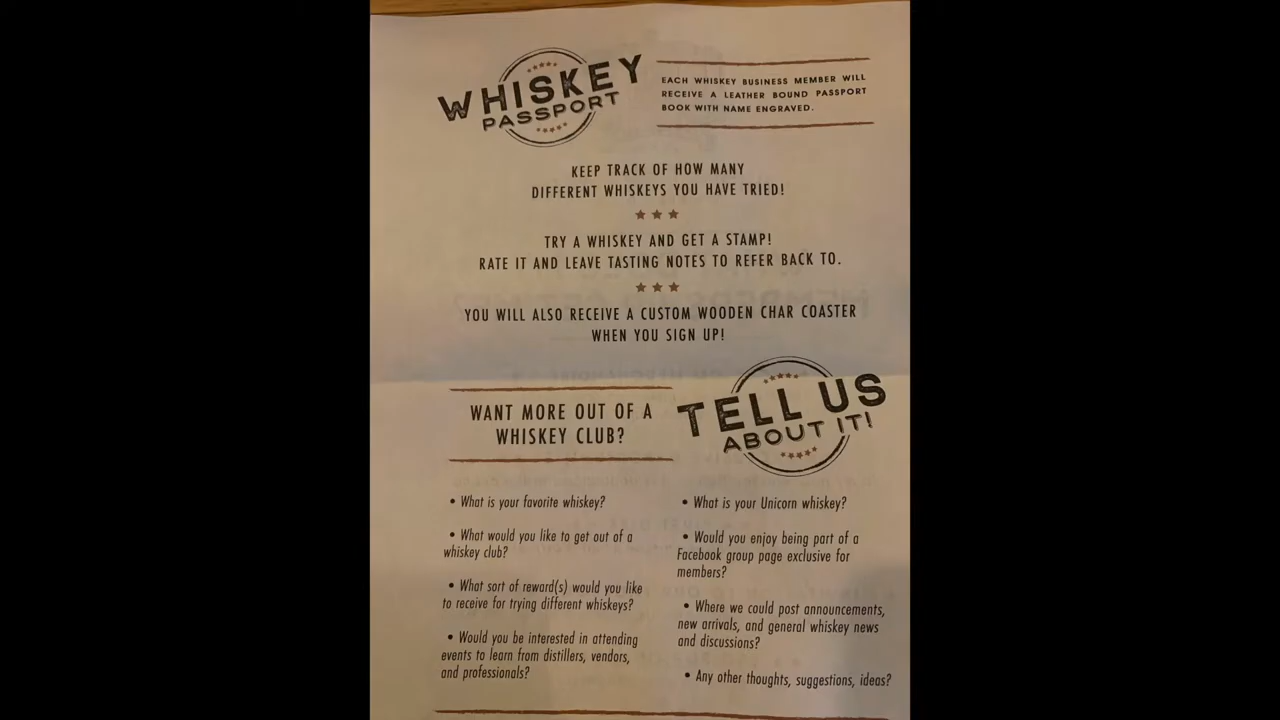 WHISKEY
PASSPORT
EACH WHISKEY BUSINESS MEMBER WILL
RECEIVE A LEATHER BOUND PASSPORT
BOOK WITH NAME ENGRAVED.
KEEP TRACK OF HOW MANY
DIFFERENT WHISKEYS YOU HAVE TRIED!
TRY A WHISKEY AND GET A STAMP!
RATE IT AND LEAVE TASTING NOTES TO REFER BACK TO.
YOU WILL ALSO RECEIVE A CUSTOM WOODEN CHAR COASTER
WHEN YOU SIGN UP!
WANT MORE OUT OF A
WHISKEY CLUB?
TELL US
ABOUT IT!
• What is your favorite whiskey?
• What would you like to get out of a
whiskey club?
• What sort of reward(s) would you like
to receive for trying different whiskeys?
• Would you be interested in attending
events to learn from distillers, vendors,
and professionals?
• What is your Unicorn whiskey?
• Would you enjoy being part of a
Facebook group page exclusive for
members?
• Where we could post announcements,
new arrivals, and general whiskey news
and discussions?
• Any other thoughts, suggestions, ideas?